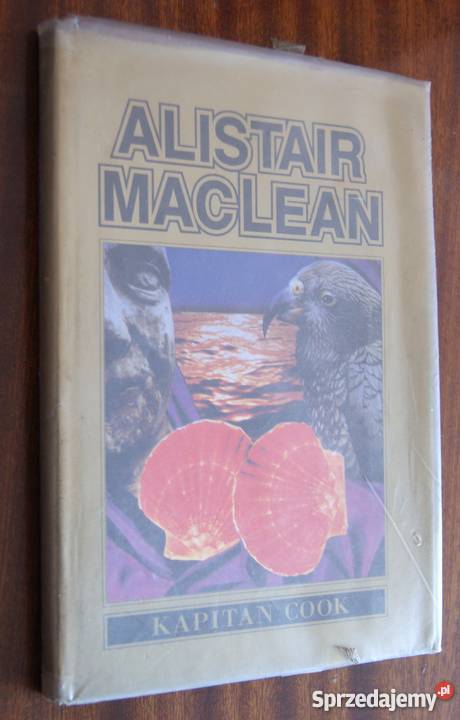 ALISTAIR
MACLEAN
KAPITAN COOK
Sprzedajemy.pl